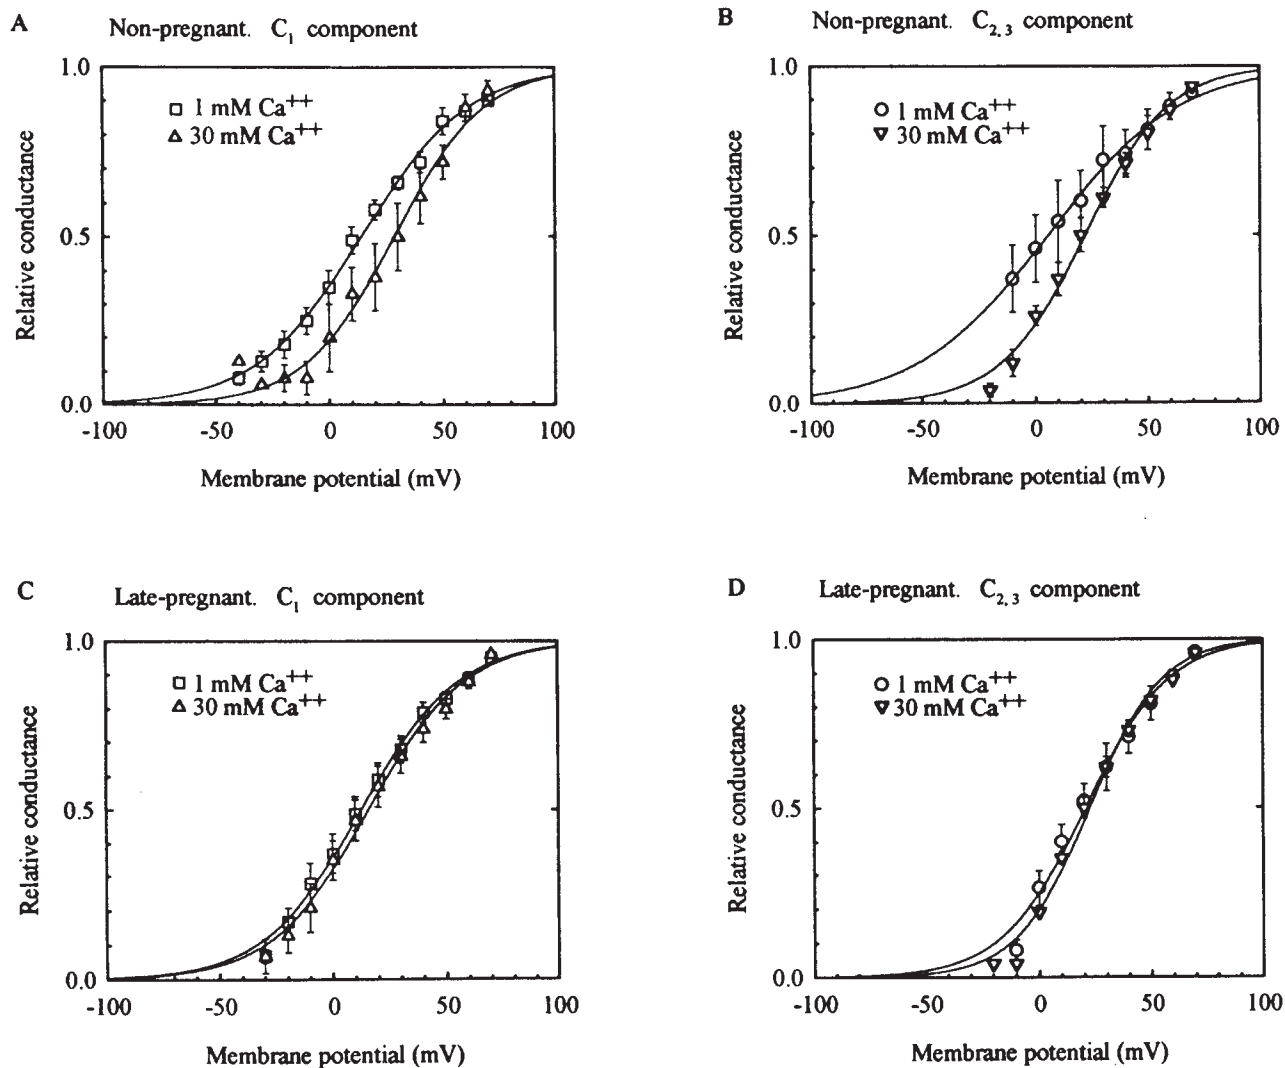 A
Non-pregnant. C₁ component
1.0
0.5
0.0
Relative conductance
1 mM Ca⁺⁺
30 mM Ca⁺⁺
-100 -50 0 50 100
Membrane potential (mV)
B
Non-pregnant. C₂,₃ component
1.0
0.5
0.0
Relative conductance
1 mM Ca⁺⁺
30 mM Ca⁺⁺
-100 -50 0 50 100
Membrane potential (mV)
C
Late-pregnant. C₁ component
1.0
0.5
0.0
Relative conductance
1 mM Ca⁺⁺
30 mM Ca⁺⁺
-100 -50 0 50 100
Membrane potential (mV)
D
Late-pregnant. C₂,₃ component
1.0
0.5
0.0
Relative conductance
1 mM Ca⁺⁺
30 mM Ca⁺⁺
-100 -50 0 50 100
Membrane potential (mV)